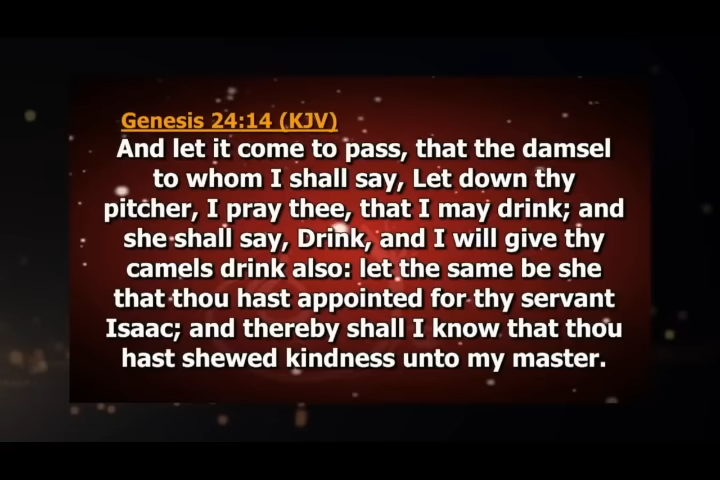 Genesis 24:14 (KJV)
And let it come to pass, that the damsel
to whom I shall say, Let down thy
pitcher, I pray thee, that I may drink; and
she shall say, Drink, and I will give thy
camels drink also: let the same be she
that thou hast appointed for thy servant
Isaac; and thereby shall I know that thou
hast shewed kindness unto my master.